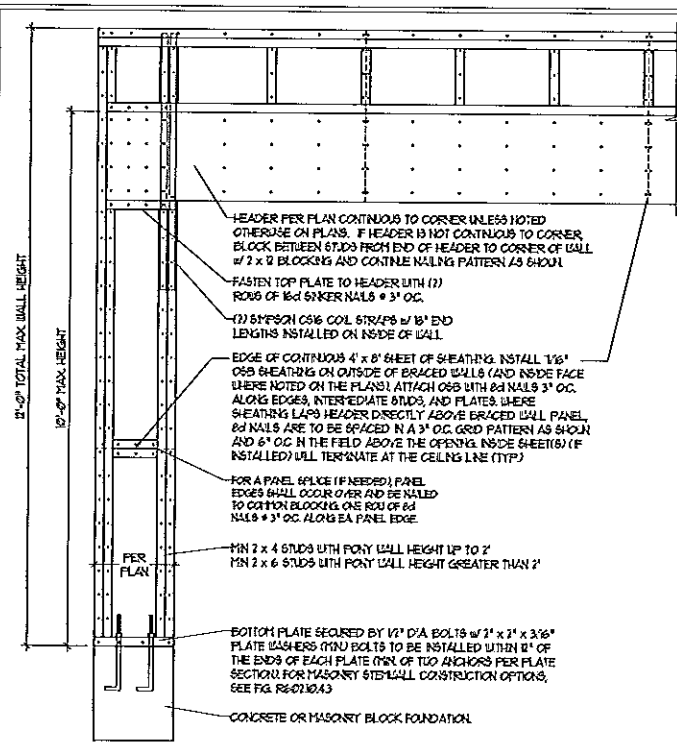 12'-0" TOTAL MAX WALL HEIGHT
10'-0" MAX. HEIGHT
HEADER PER PLAN CONTINUOUS TO CORNER UNLESS NOTED
OTHERWISE ON PLANS. IF HEADER IS NOT CONTINUOUS TO CORNER,
BLOCK BETWEEN STUDS FROM END OF HEADER TO CORNER OF WALL
w/ 2 x 12 BLOCKING AND CONTINUE NAILING PATTERN AS SHOWN
FASTEN TOP PLATE TO HEADER WITH (2)
ROWS OF 16d SINKER NAILS @ 3" O.C.
(2) SIMPSON CS16 COIL STRAPS w/ 18" END
LENGTHS INSTALLED ON INSIDE OF WALL
EDGE OF CONTINUOUS 4' x 8' SHEET OF SHEATHING. INSTALL 7/16"
OSB SHEATHING ON OUTSIDE OF BRACED WALLS (AND INSIDE FACE
WHERE NOTED ON THE PLANS). ATTACH OSB WITH 8d NAILS 3" O.C.
ALONG EDGES, INTERMEDIATE STUDS, AND PLATES. WHERE
SHEATHING LAPS HEADER DIRECTLY ABOVE BRACED WALL PANEL,
8d NAILS ARE TO BE SPACED IN A 3" O.C. GRID PATTERN AS SHOWN
AND 6" O.C. IN THE FIELD ABOVE THE OPENING. INSIDE SHEET(S) (IF
INSTALLED) WILL TERMINATE AT THE CEILING LINE (TYP.)
FOR A PANEL SPLICE (IF NEEDED), PANEL
EDGES SHALL OCCUR OVER AND BE NAILED
TO COMMON BLOCKING. ONE ROW OF 8d
NAILS @ 3" O.C. ALONG EA. PANEL EDGE.
PER
PLAN
MIN 2 x 4 STUDS WITH PONY WALL HEIGHT UP TO 2'
MIN 2 x 6 STUDS WITH PONY WALL HEIGHT GREATER THAN 2'
BOTTOM PLATE SECURED BY 1/2" DIA. BOLTS w/ 2" x 2" x 3/16"
PLATE WASHERS (MIN.) BOLTS TO BE INSTALLED WITHIN 12" OF
THE ENDS OF EACH PLATE (MIN. OF TWO ANCHORS PER PLATE
SECTION). FOR MASONRY STEMWALL CONSTRUCTION OPTIONS,
SEE FIG. R602.10.4.3
CONCRETE OR MASONRY BLOCK FOUNDATION.